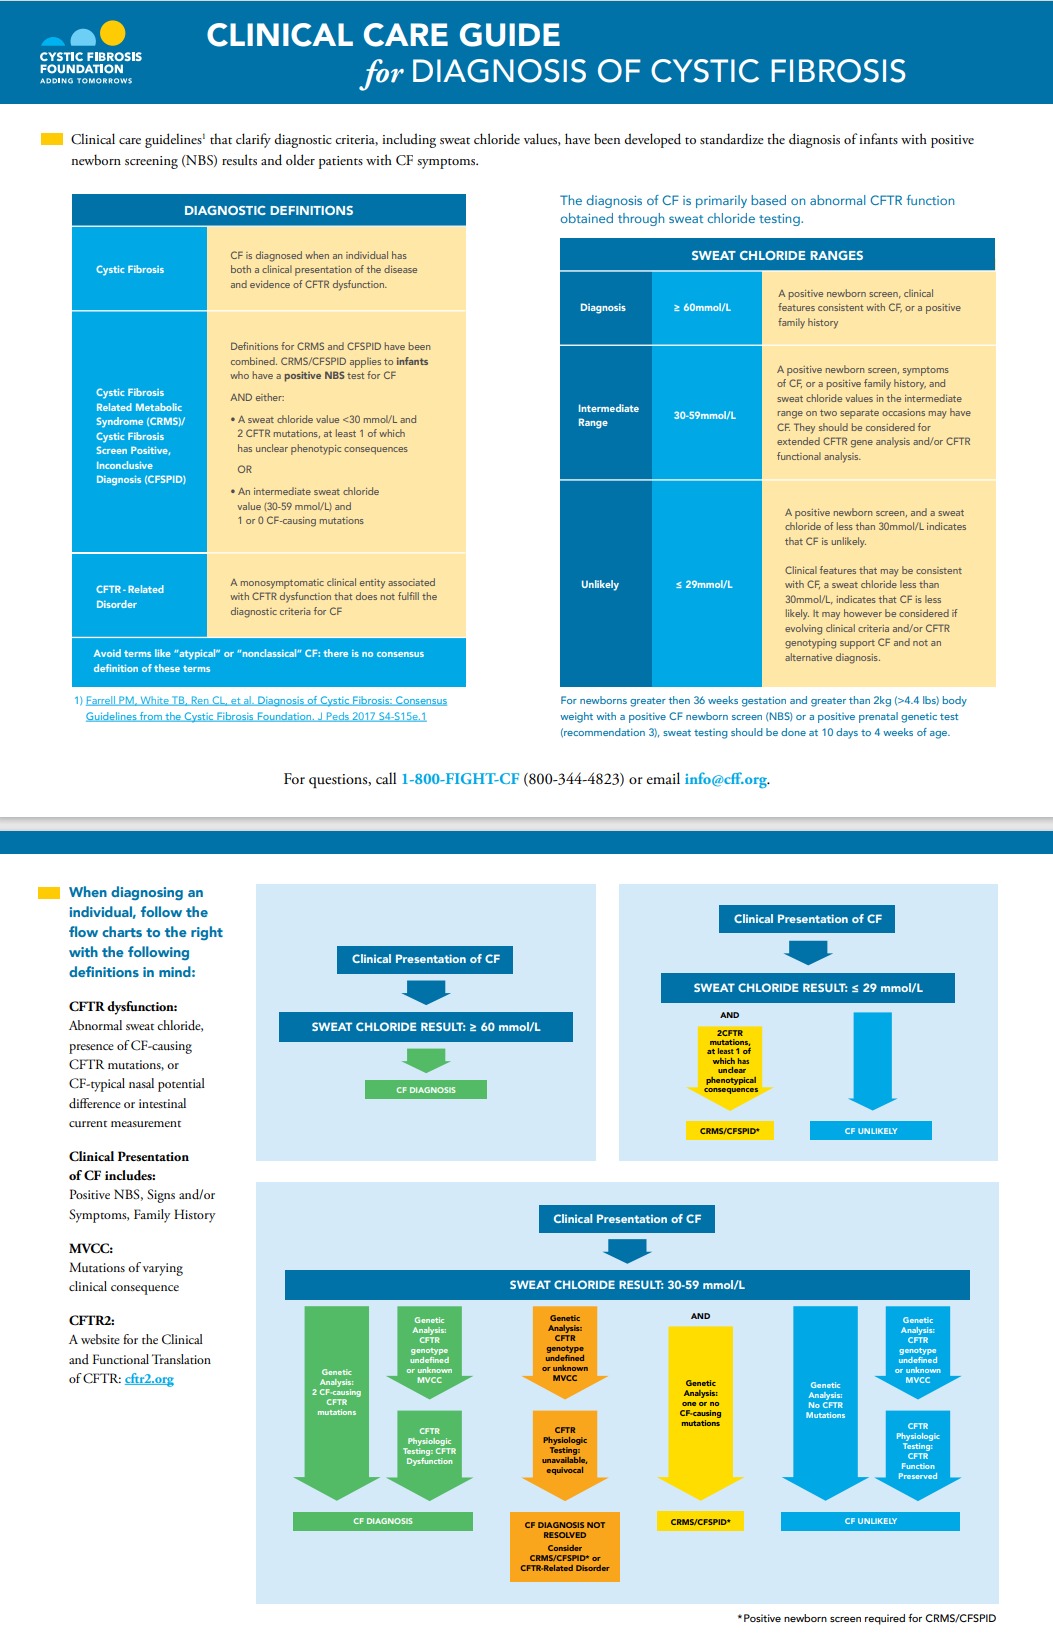 CYSTIC FIBROSIS
FOUNDATION
ADDING TOMORROWS
CLINICAL CARE GUIDE
for DIAGNOSIS OF CYSTIC FIBROSIS
Clinical care guidelines1 that clarify diagnostic criteria, including sweat chloride values, have been developed to standardize the diagnosis of infants with positive
newborn screening (NBS) results and older patients with CF symptoms.
DIAGNOSTIC DEFINITIONS
Cystic Fibrosis
CF is diagnosed when an individual has
both a clinical presentation of the disease
and evidence of CFTR dysfunction.
Cystic Fibrosis
Related Metabolic
Syndrome (CRMS)/
Cystic Fibrosis
Screen Positive,
Inconclusive
Diagnosis (CFSPID)
Definitions for CRMS and CFSPID have been
combined. CRMS/CFSPID applies to infants
who have a positive NBS test for CF
AND either:
• A sweat chloride value <30 mmol/L and
2 CFTR mutations, at least 1 of which
has unclear phenotypic consequences
OR
• An intermediate sweat chloride
value (30-59 mmol/L) and
1 or 0 CF-causing mutations
CFTR-Related
Disorder
A monosymptomatic clinical entity associated
with CFTR dysfunction that does not fulfill the
diagnostic criteria for CF
Avoid terms like "atypical" or "nonclassical" CF: there is no consensus
definition of these terms
1) Farrell PM, White TB, Ren CL, et al. Diagnosis of Cystic Fibrosis: Consensus
Guidelines from the Cystic Fibrosis Foundation. J Peds 2017 S4-S15e.1
The diagnosis of CF is primarily based on abnormal CFTR function
obtained through sweat chloride testing.
SWEAT CHLORIDE RANGES
Diagnosis
≥ 60mmol/L
A positive newborn screen, clinical
features consistent with CF, or a positive
family history
Intermediate
Range
30-59mmol/L
A positive newborn screen, symptoms
of CF, or a positive family history, and
sweat chloride values in the intermediate
range on two separate occasions may have
CF. They should be considered for
extended CFTR gene analysis and/or CFTR
functional analysis.
Unlikely
≤ 29mmol/L
A positive newborn screen, and a sweat
chloride of less than 30mmol/L indicates
that CF is unlikely.
Clinical features that may be consistent
with CF, a sweat chloride less than
30mmol/L, indicates that CF is less
likely. It may however be considered if
evolving clinical criteria and/or CFTR
genotyping support CF and not an
alternative diagnosis.
For newborns greater then 36 weeks gestation and greater than 2kg (>4.4 lbs) body
weight with a positive CF newborn screen (NBS) or a positive prenatal genetic test
(recommendation 3), sweat testing should be done at 10 days to 4 weeks of age.
For questions, call 1-800-FIGHT-CF (800-344-4823) or email info@cff.org.
When diagnosing an
individual, follow the
flow charts to the right
with the following
definitions in mind:
CFTR dysfunction:
Abnormal sweat chloride,
presence of CF-causing
CFTR mutations, or
CF-typical nasal potential
difference or intestinal
current measurement
Clinical Presentation
of CF includes:
Positive NBS, Signs and/or
Symptoms, Family History
MVCC:
Mutations of varying
clinical consequence
CFTR2:
A website for the Clinical
and Functional Translation
of CFTR: cftr2.org
Clinical Presentation of CF
SWEAT CHLORIDE RESULT: ≥ 60 mmol/L
CF DIAGNOSIS
Clinical Presentation of CF
SWEAT CHLORIDE RESULT: ≤ 29 mmol/L
AND
2CFTR
mutations,
at least 1 of
which has
unclear
phenotypical
consequences
CRMS/CFSPID*
CF UNLIKELY
Clinical Presentation of CF
SWEAT CHLORIDE RESULT: 30-59 mmol/L
Genetic
Analysis:
2 CF-causing
CFTR
mutations
Genetic
Analysis:
CFTR
genotype
undefined
or unknown
MVCC
CFTR
Physiologic
Testing: CFTR
Dysfunction
CF DIAGNOSIS
Genetic
Analysis:
CFTR
genotype
undefined
or unknown
MVCC
CFTR
Physiologic
Testing:
unavailable,
equivocal
CF DIAGNOSIS NOT
RESOLVED
Consider
CRMS/CFSPID* or
CFTR-Related Disorder
AND
Genetic
Analysis:
one or no
CF-causing
mutations
CRMS/CFSPID*
Genetic
Analysis:
No CFTR
Mutations
Genetic
Analysis:
CFTR
genotype
undefined
or unknown
MVCC
CFTR
Physiologic
Testing:
CFTR
Function
Preserved
CF UNLIKELY
*Positive newborn screen required for CRMS/CFSPID